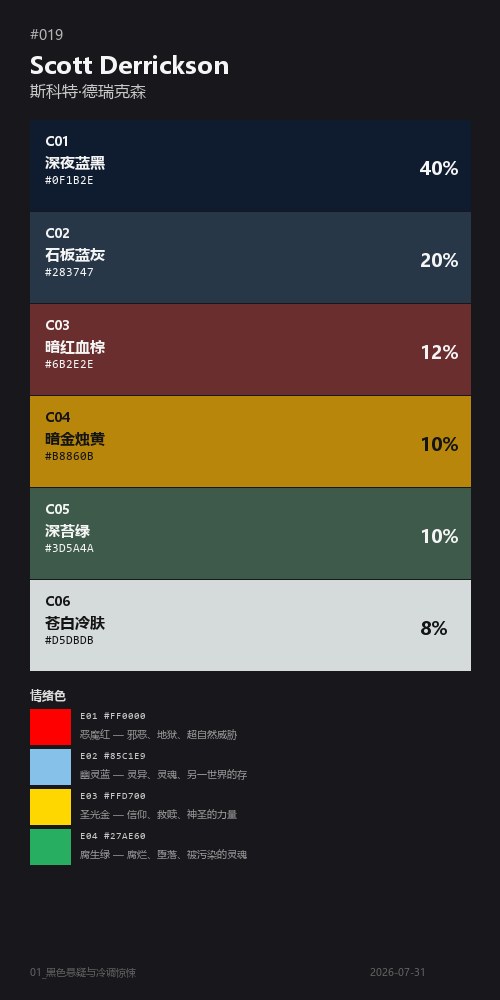 #019
Scott Derrickson
斯科特·德瑞克森
C01
深夜蓝黑
#0F1B2E
40%
C02
石板蓝灰
#283747
20%
C03
暗红血棕
#6B2E2E
12%
C04
暗金烛黄
#B8860B
10%
C05
深苔绿
#3D5A4A
10%
C06
苍白冷肤
#D5DBDB
8%
情绪色
E01 #FF0000
恶魔红 — 邪恶、地狱、超自然威胁
E02 #85C1E9
幽灵蓝 — 灵异、灵魂、另一世界的存
E03 #FFD700
圣光金 — 信仰、救赎、神圣的力量
E04 #27AE60
腐生绿 — 腐烂、堕落、被污染的灵魂
01_黑色悬疑与冷调惊悚
2026-07-31